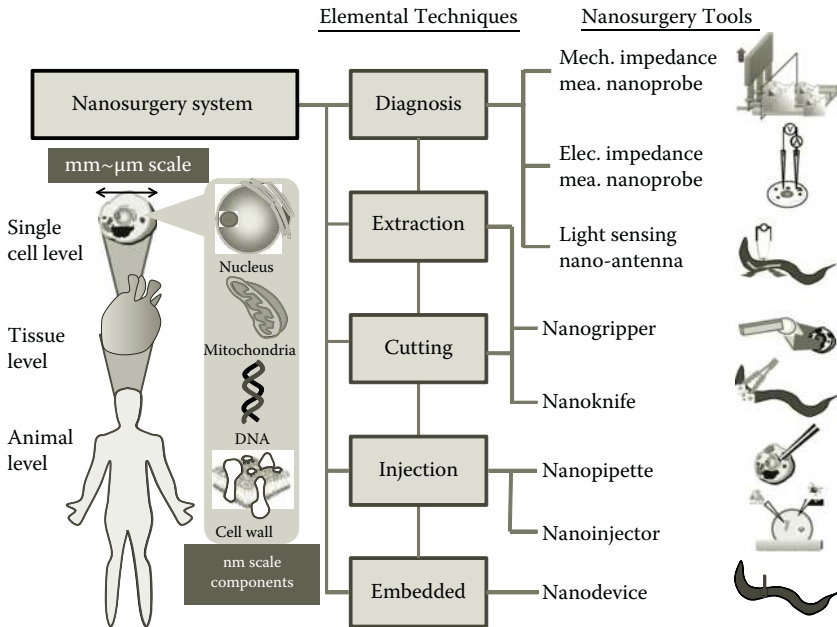 Elemental Techniques
Nanosurgery Tools
Nanosurgery system
mm~µm scale
Single
cell level
Tissue
level
Animal
level
Nucleus
Mitochondria
DNA
Cell wall
nm scale
components
Diagnosis
Extraction
Cutting
Injection
Embedded
Mech. impedance
mea. nanoprobe
Elec. impedance
mea. nanoprobe
Light sensing
nano-antenna
Nanogripper
Nanoknife
Nanopipette
Nanoinjector
Nanodevice
V
A